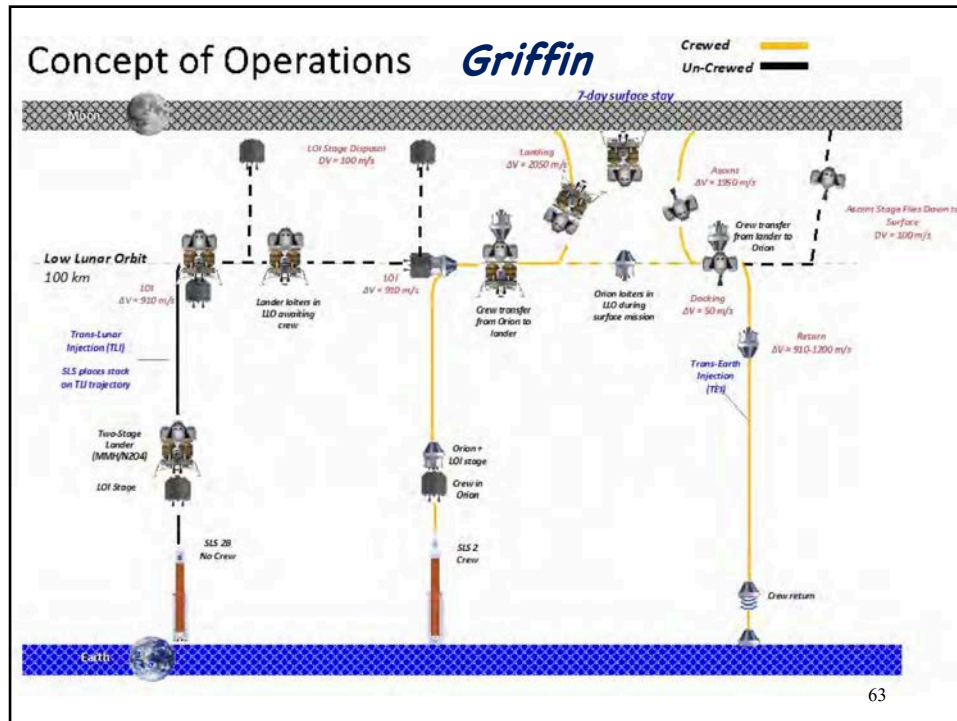 Concept of Operations
Griffin
Crewed
Un-Crewed
7-day surface stay
Moon
LOI Stage Disposal
DV = 100 m/s
Landing
ΔV = 2050 m/s
Ascent
ΔV = 1950 m/s
Ascent Stage Flies Down to
Surface
DV = 100 m/s
Crew transfer
from lander to
Orion
Low Lunar Orbit
100 km
LOI
ΔV = 910 m/s
Lander loiters in
LLO awaiting
crew
LOI
ΔV = 910 m/s
Crew transfer
from Orion to
lander
Orion loiters in
LLO during
surface mission
Docking
ΔV = 50 m/s
Return
ΔV = 910-1200 m/s
Trans-Lunar
Injection (TLI)
SLS places stack
on TLI trajectory
Trans-Earth
Injection
(TEI)
Two-Stage
Lander
(MMH/N2O4)
LOI Stage
Orion +
LOI stage
Crew in
Orion
SLS 2B
No Crew
SLS 2
Crew
Crew return
Earth
63